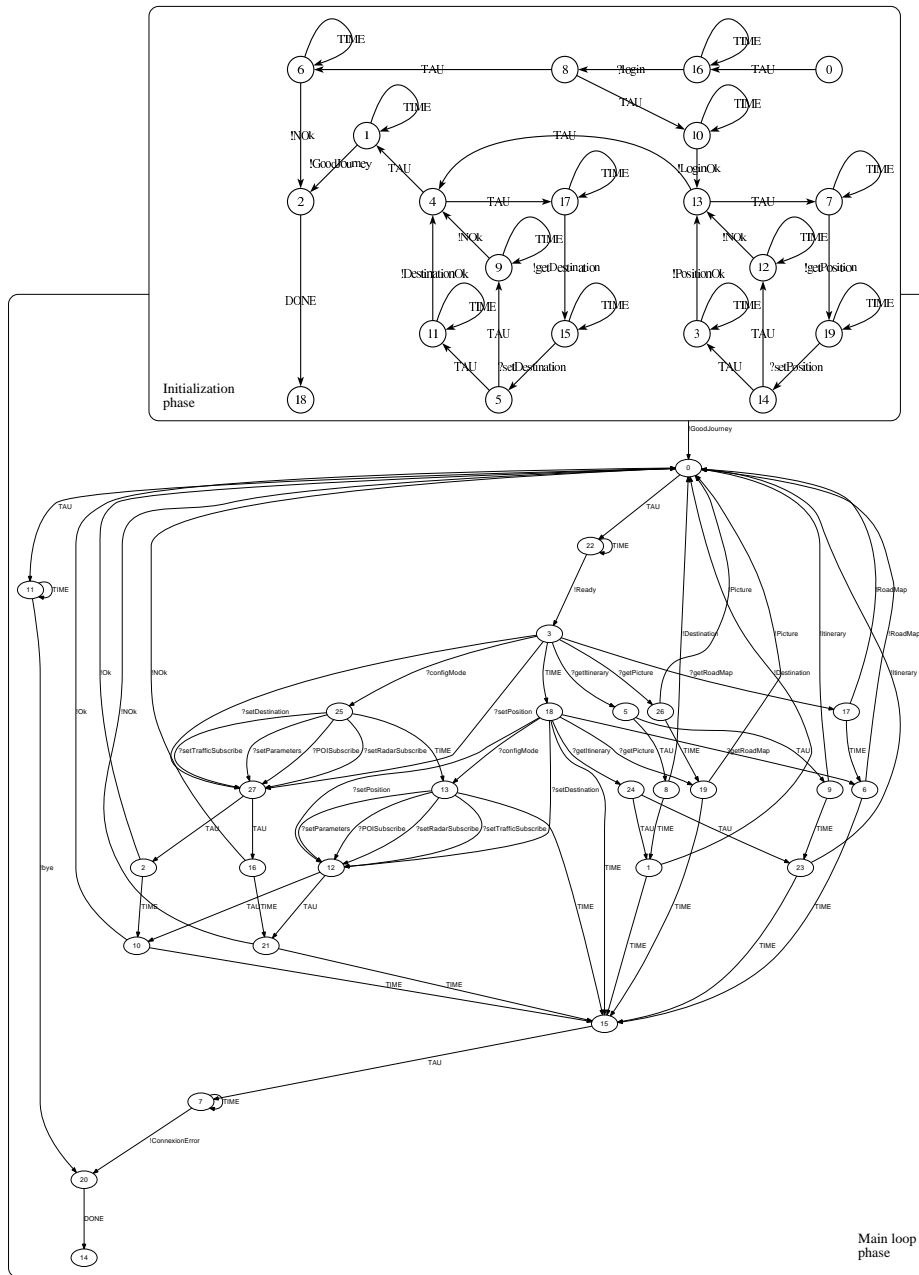 TIME
TIME
6
TAU
8
?login
16
TAU
0
TAU
TIME
TIME
!NOk
1
10
TAU
!GoodJourney
TAU
!LoginOk
TIME
TIME
2
4
TAU
17
13
TAU
7
!NOk
TIME
!NOk
TIME
!DestinationOk
9
!getDestination
!PositionOk
12
!getPosition
DONE
TIME
TIME
TIME
TIME
11
TAU
15
3
TAU
19
TAU
?setDestination
TAU
?setPosition
Initialization
phase
18
5
14
!GoodJourney
0
TAU
TAU
22
TIME
11
TIME
!Ready
!Picture
!RoadMap
3
!Destination
!Picture
!Itinerary
!RoadMap
!Ok
!NOk
?configMode
TIME
?getItinerary
?getPicture
?getRoadMap
!Destination
!Itinerary
!Ok
!NOk
?setDestination
25
?setPosition
18
5
26
17
?setTrafficSubscribe
?setParameters
?POISubscribe
?setRadarSubscribe
TIME
?configMode
?getItinerary
?getPicture
TAU
TIME
?getRoadMap
TIME
27
?setPosition
13
?setDestination
24
8
19
9
6
TAU
TAU
?setParameters
?POISubscribe
?setRadarSubscribe
?setTrafficSubscribe
TAU
TIME
TAU
TIME
!bye
2
16
12
TIME
1
23
TIME
TAU
TIME
TAU
TIME
TIME
10
21
TIME
TIME
TIME
TIME
TIME
15
TAU
7
TIME
!ConnexionError
20
DONE
14
Main loop
phase